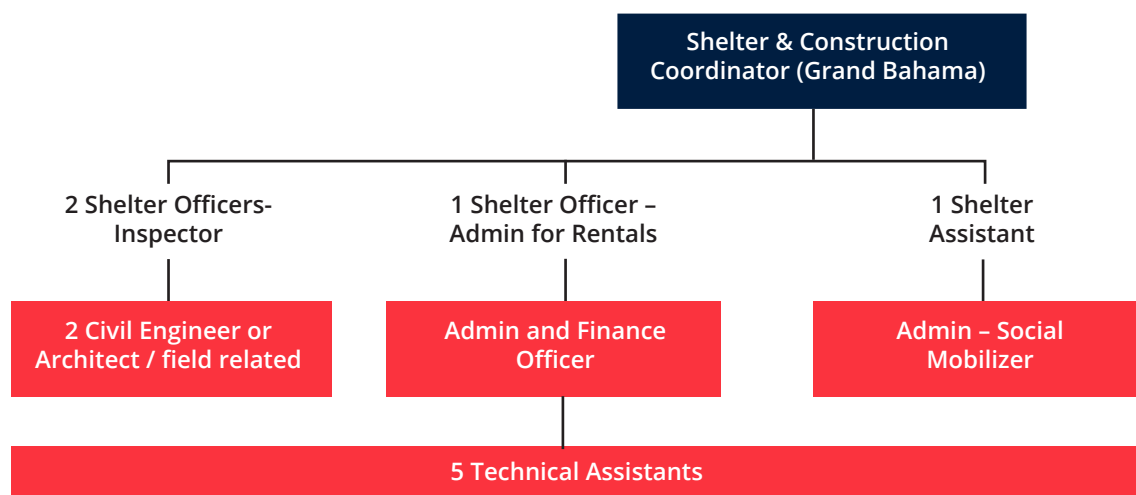 Shelter & Construction
Coordinator (Grand Bahama)
2 Shelter Officers-
Inspector
1 Shelter Officer –
Admin for Rentals
1 Shelter
Assistant
2 Civil Engineer or
Architect / field related
Admin and Finance
Officer
Admin – Social
Mobilizer
5 Technical Assistants